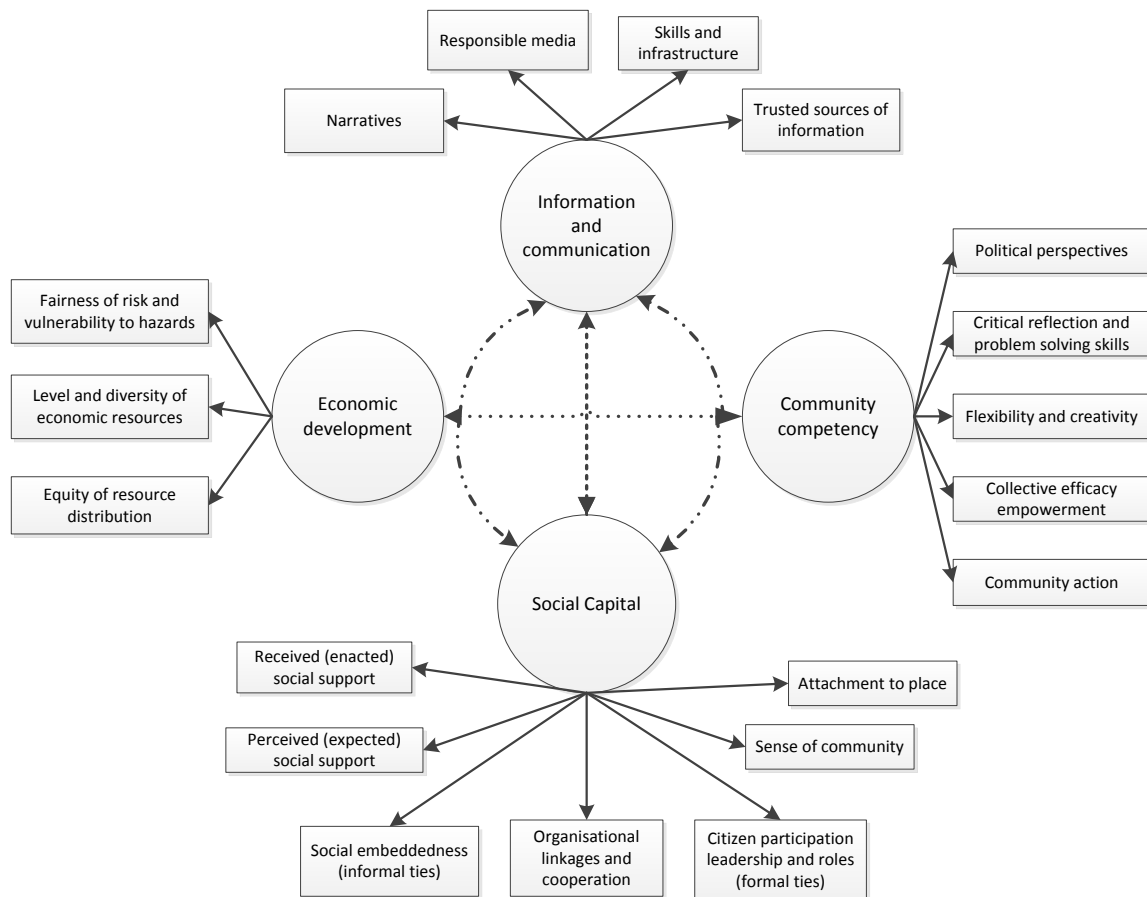 Responsible media
Skills and
infrastructure
Narratives
Trusted sources of
information
Information
and
communication
Fairness of risk and
vulnerability to hazards
Level and diversity of
economic resources
Equity of resource
distribution
Economic
development
Community
competency
Political perspectives
Critical reflection and
problem solving skills
Flexibility and creativity
Collective efficacy
empowerment
Community action
Social Capital
Received (enacted)
social support
Perceived (expected)
social support
Social embeddedness
(informal ties)
Organisational
linkages and
cooperation
Citizen participation
leadership and roles
(formal ties)
Sense of community
Attachment to place